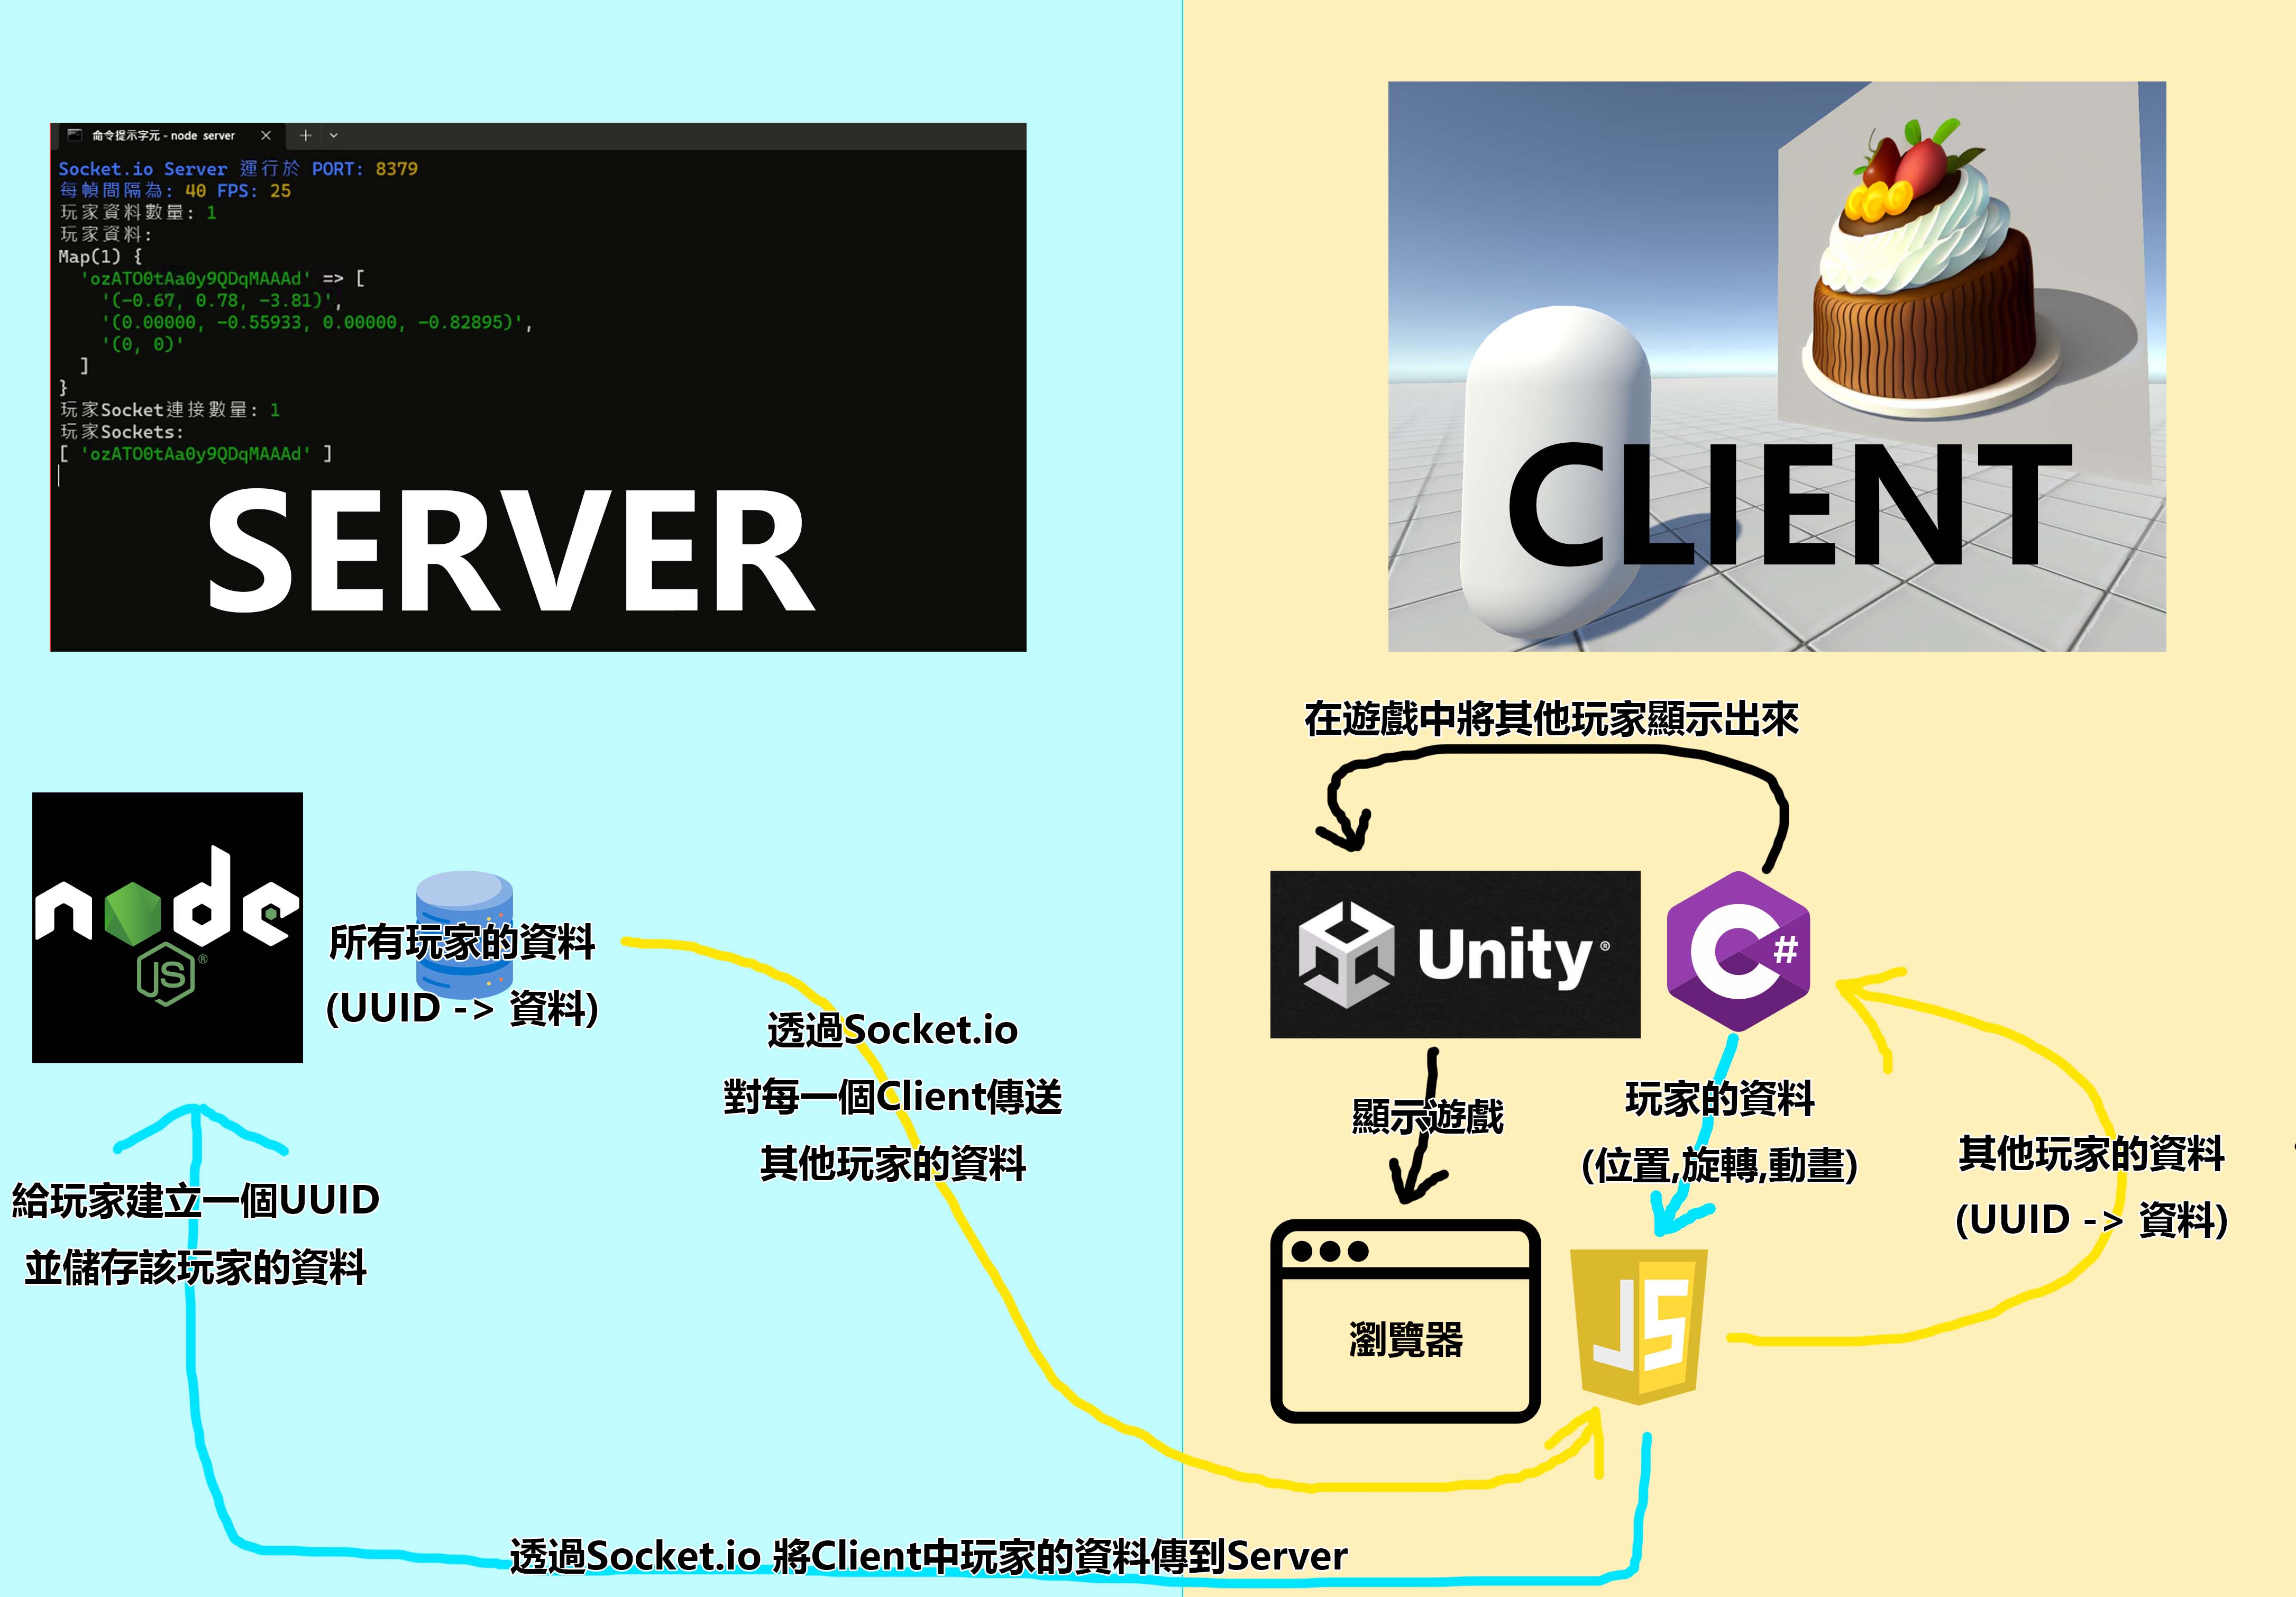 命令提示字元 - node server
Socket.io Server 運行於 PORT: 8379
每幀間隔為: 40 FPS: 25
玩家資料數量: 1
玩家資料:
Map(1) {
'ozATO0tAa0y9QDqMAAAd' => [
'(-0.67, 0.78, -3.81)',
'(0.00000, -0.55933, 0.00000, -0.82895)',
'(0, 0)'
]
}
玩家Socket連接數量: 1
玩家Sockets:
[ 'ozATO0tAa0y9QDqMAAAd' ]
SERVER
CLIENT
在遊戲中將其他玩家顯示出來
node
JS®
所有玩家的資料
(UUID -> 資料)
透過Socket.io
對每一個Client傳送
其他玩家的資料
給玩家建立一個UUID
並儲存該玩家的資料
Unity®
C#
顯示遊戲
玩家的資料
(位置,旋轉,動畫)
其他玩家的資料
(UUID -> 資料)
瀏覽器
JS
透過Socket.io 將Client中玩家的資料傳到Server